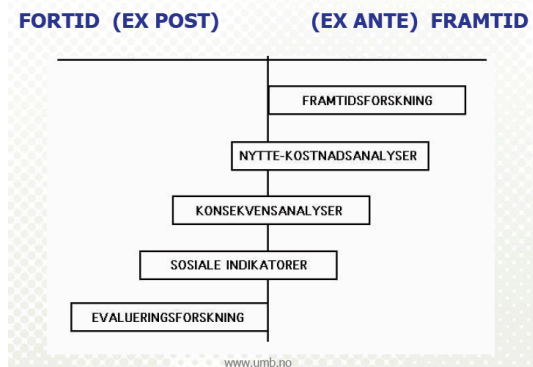 FORTID (EX POST) (EX ANTE) FRAMTID
FRAMTIDSFORSKNING
NYTTE-KOSTNADSANALYSER
KONSEKVENSANALYSER
SOSIALE INDIKATORER
EVALUERINGSFORSKNING
www.umb.no